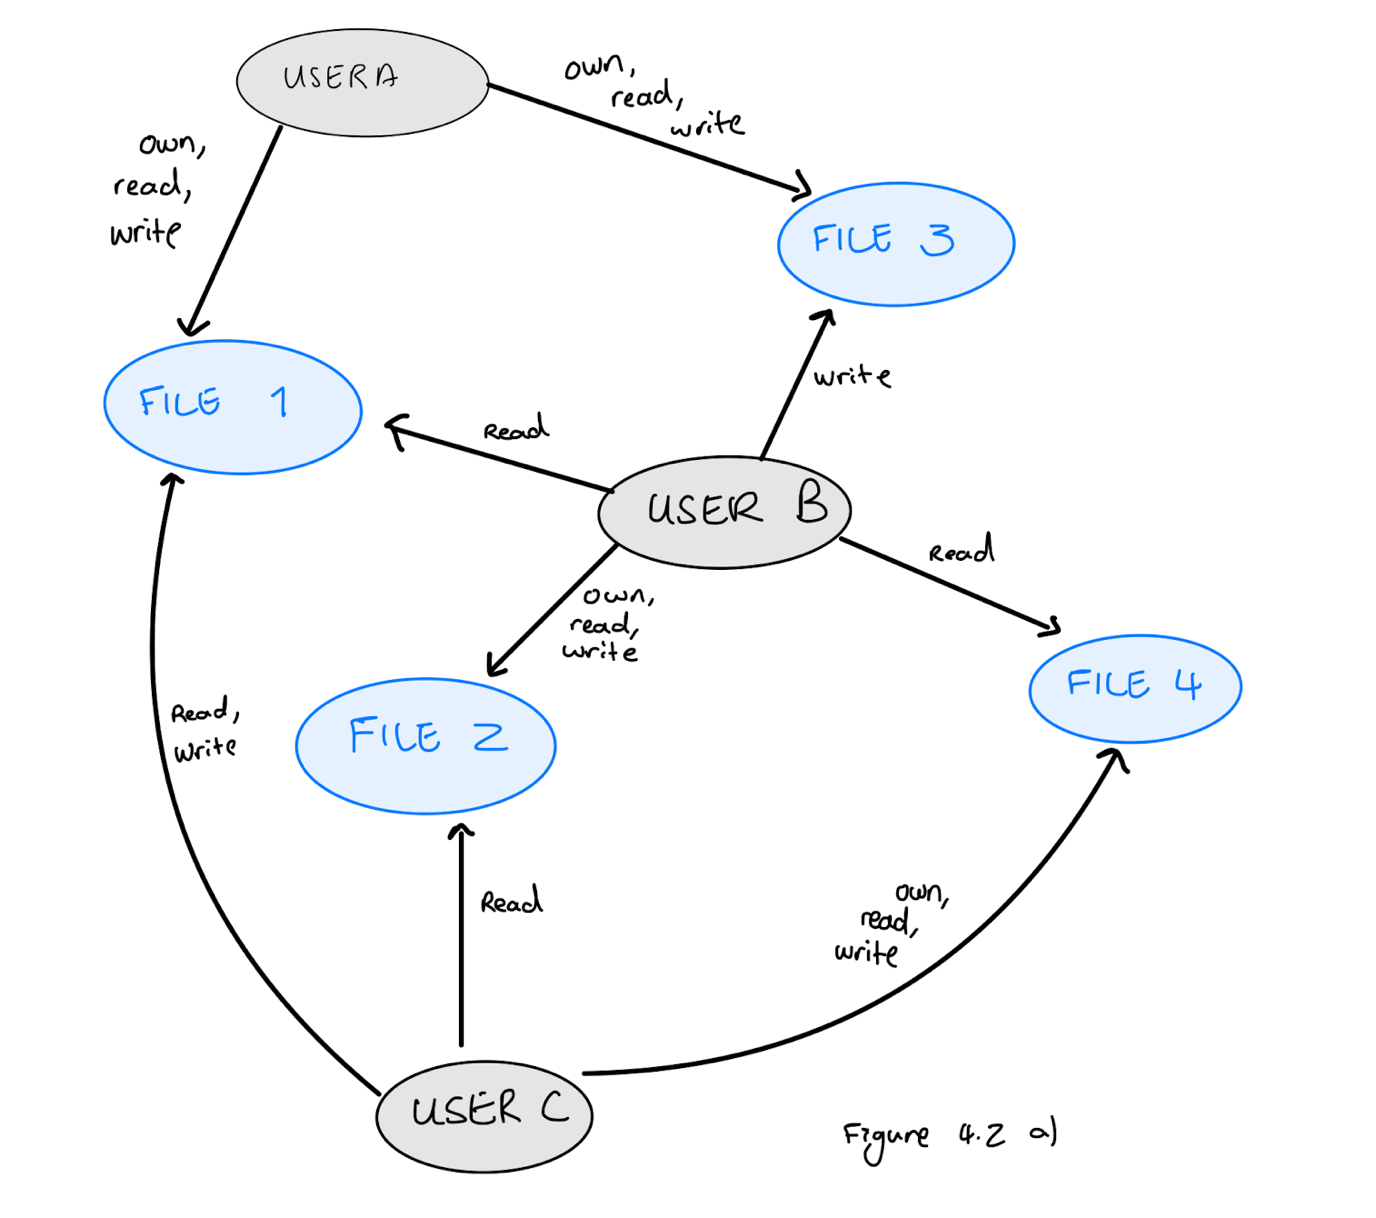 USER A
own,
read,
write
own,
read,
write
FILE 3
FILE 1
write
Read
USER B
Read
own,
read,
write
FILE 4
Read,
write
FILE 2
own,
read,
write
Read
USER C
Figure 4.2 a)